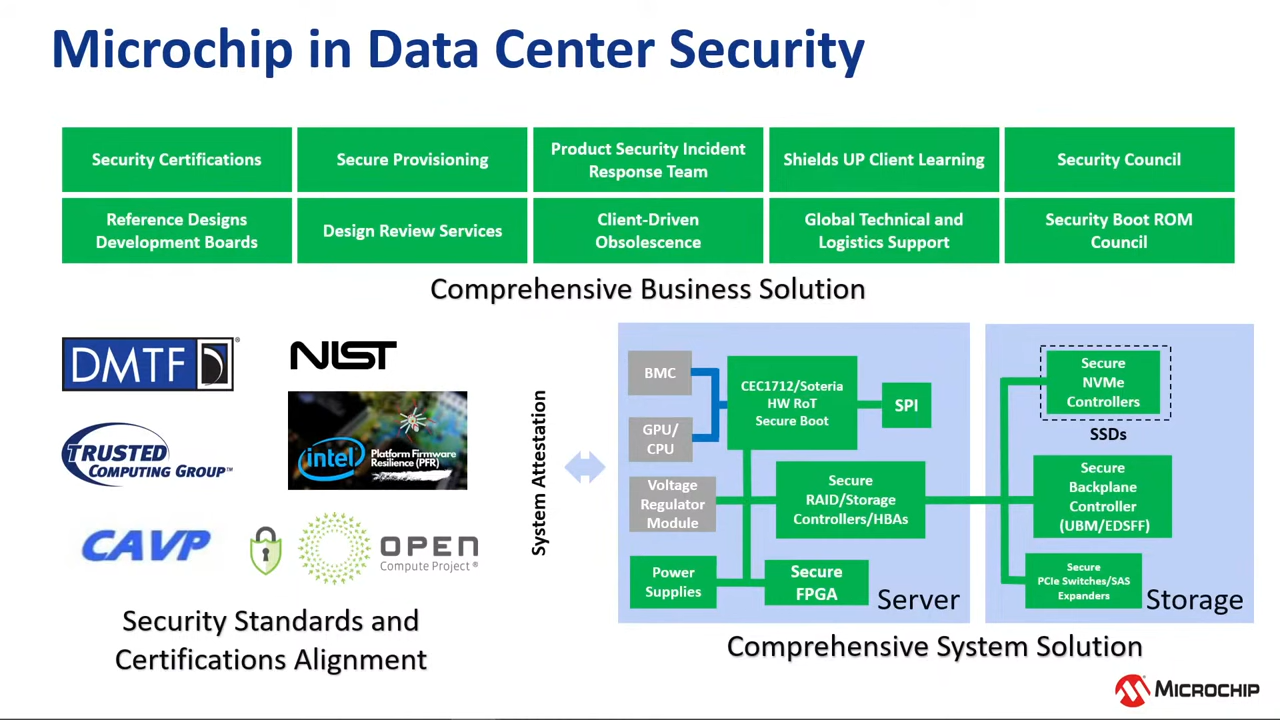 Microchip in Data Center Security
Security Certifications
Secure Provisioning
Product Security Incident
Response Team
Shields UP Client Learning
Security Council
Reference Designs
Development Boards
Design Review Services
Client-Driven
Obsolescence
Global Technical and
Logistics Support
Security Boot ROM
Council
Comprehensive Business Solution
DMTF
®
NIST
TRUSTED
COMPUTING GROUP™
intel
Platform Firmware
Resilience (PFR)
CAVP
OPEN
Compute Project®
Security Standards and
Certifications Alignment
System Attestation
BMC
GPU/
CPU
Voltage
Regulator
Module
Power
Supplies
CEC1712/Soteria
HW RoT
Secure Boot
SPI
Secure
RAID/Storage
Controllers/HBAs
Secure
FPGA
Server
Secure
NVMe
Controllers
SSDs
Secure
Backplane
Controller
(UBM/EDSFF)
Secure
PCIe Switches/SAS
Expanders
Storage
Comprehensive System Solution
MICROCHIP